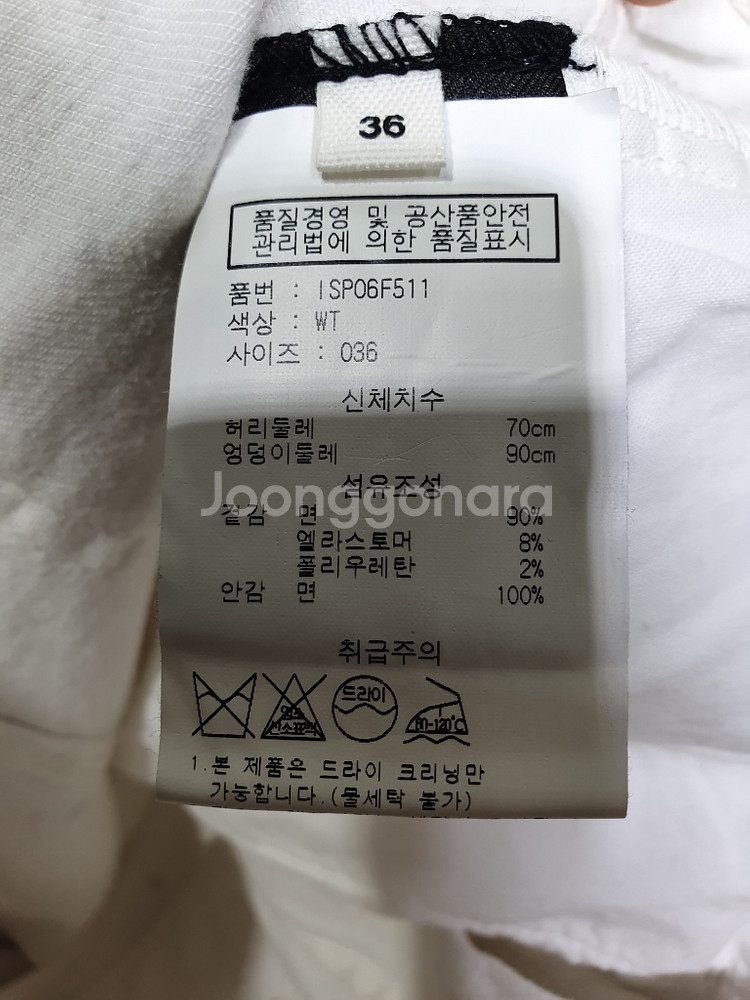 36
품질경영 및 공산품안전
관리법에 의한 품질표시
품번 : ISP06F511
색상 : WT
사이즈 : 036
신체치수
허리둘레 70cm
엉덩이둘레 90cm
섬유조성
Joonggonara
겉감 면 90%
엘라스토머 8%
폴리우레탄 2%
안감 면 100%
취급주의
드라이
80-120℃
1.본 제품은 드라이 크리닝만
가능합니다.(물세탁 불가)